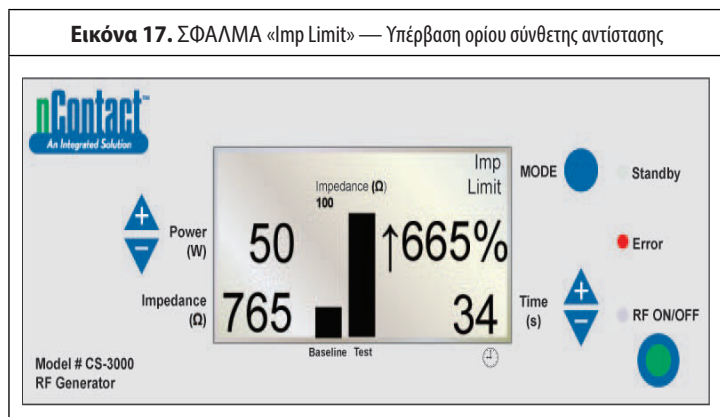 Εικόνα 17. ΣΦΑΛΜΑ «Imp Limit» — Υπέρβαση ορίου σύνθετης αντίστασης
nContact™
An Integrated Solution
Imp
Limit
MODE
Standby
Impedance (Ω)
100
Power
(W)
50
↑665%
Error
Impedance
(Ω)
765
34
Time
(s)
RF ON/OFF
Baseline Test
Model # CS-3000
RF Generator